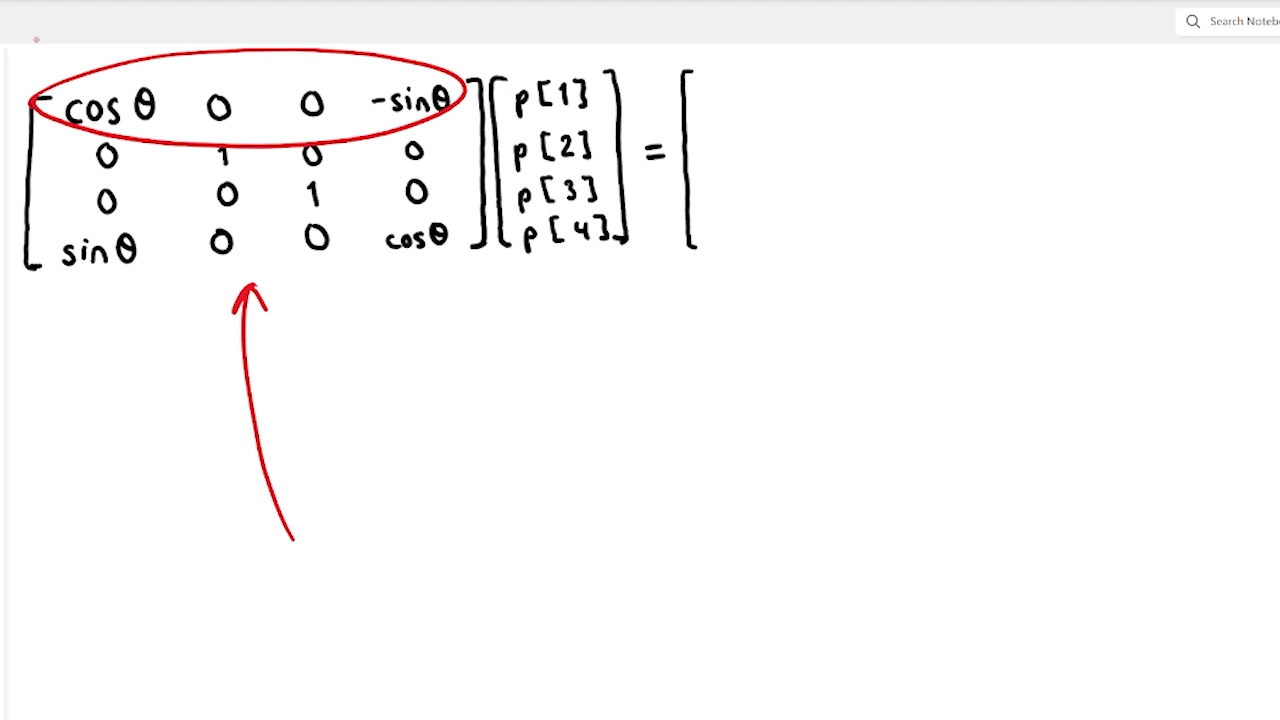 Search Noteb
cos θ 0 0 -sin θ p[1]
0 1 0 0 p[2] =
0 0 1 0 p[3]
sin θ 0 0 cos θ p[4]